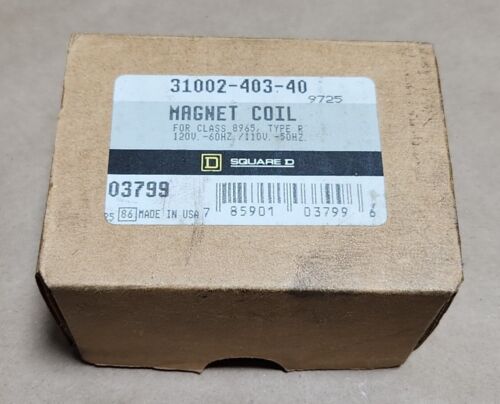 31002-403-40
9725
MAGNET COIL
FOR CLASS 8965, TYPE R
120V.-60HZ./110V.-50HZ.
D SQUARE D
03799
86 MADE IN USA
7 85901 03799 6